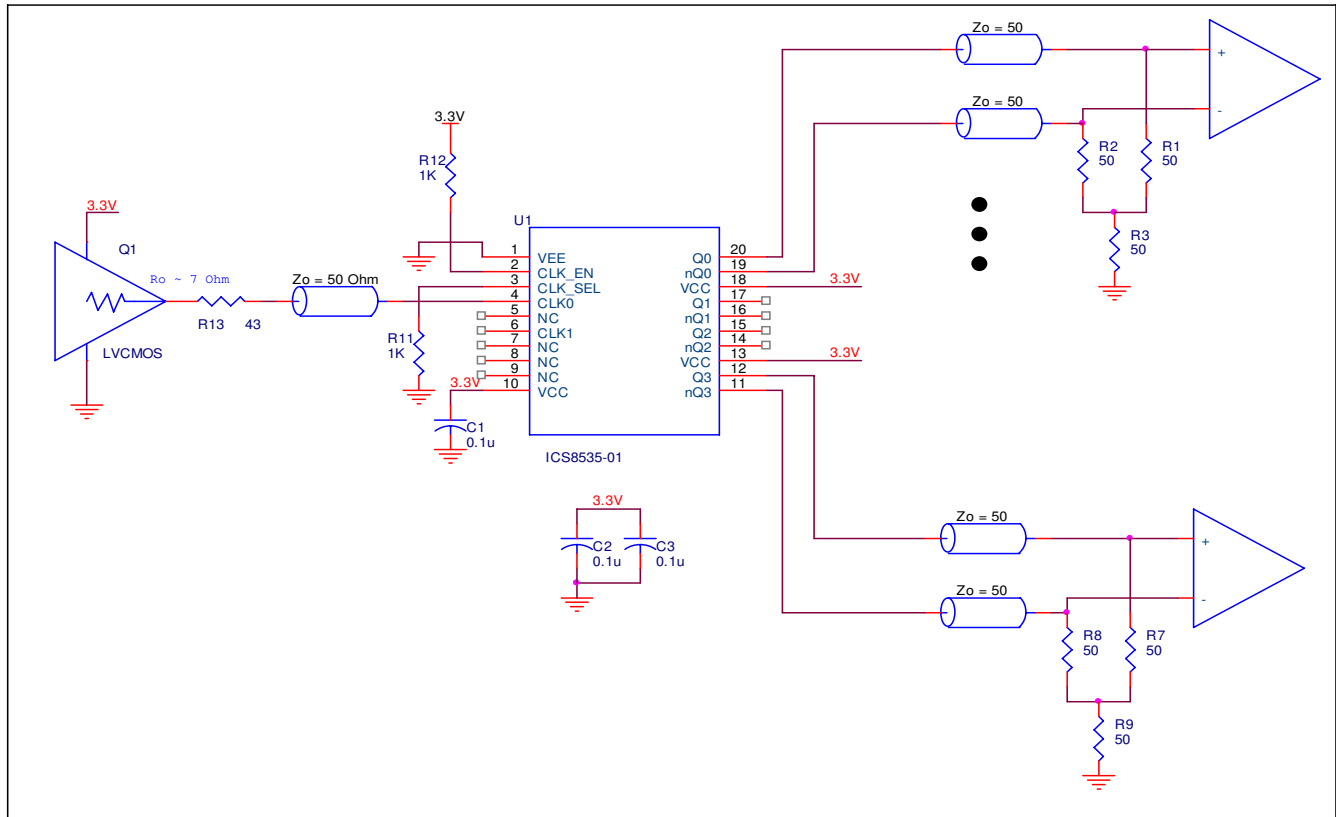 Zo = 50
+
-
Zo = 50
R2
50
R1
50
R3
50
3.3V
R12
1K
3.3V
Q1
Ro ~ 7 Ohm
R13 43
LVCMOS
Zo = 50 Ohm
R11
1K
U1
1 VEE
2 CLK_EN
3 CLK_SEL
4 CLK0
5 NC
6 CLK1
7 NC
8 NC
9 NC
10 VCC
20 Q0
19 nQ0
18 VCC
17 Q1
16 nQ1
15 Q2
14 nQ2
13 VCC
12 Q3
11 nQ3
3.3V
3.3V
3.3V
C1
0.1u
ICS8535-01
3.3V
C2
0.1u
C3
0.1u
Zo = 50
+
-
Zo = 50
R8
50
R7
50
R9
50